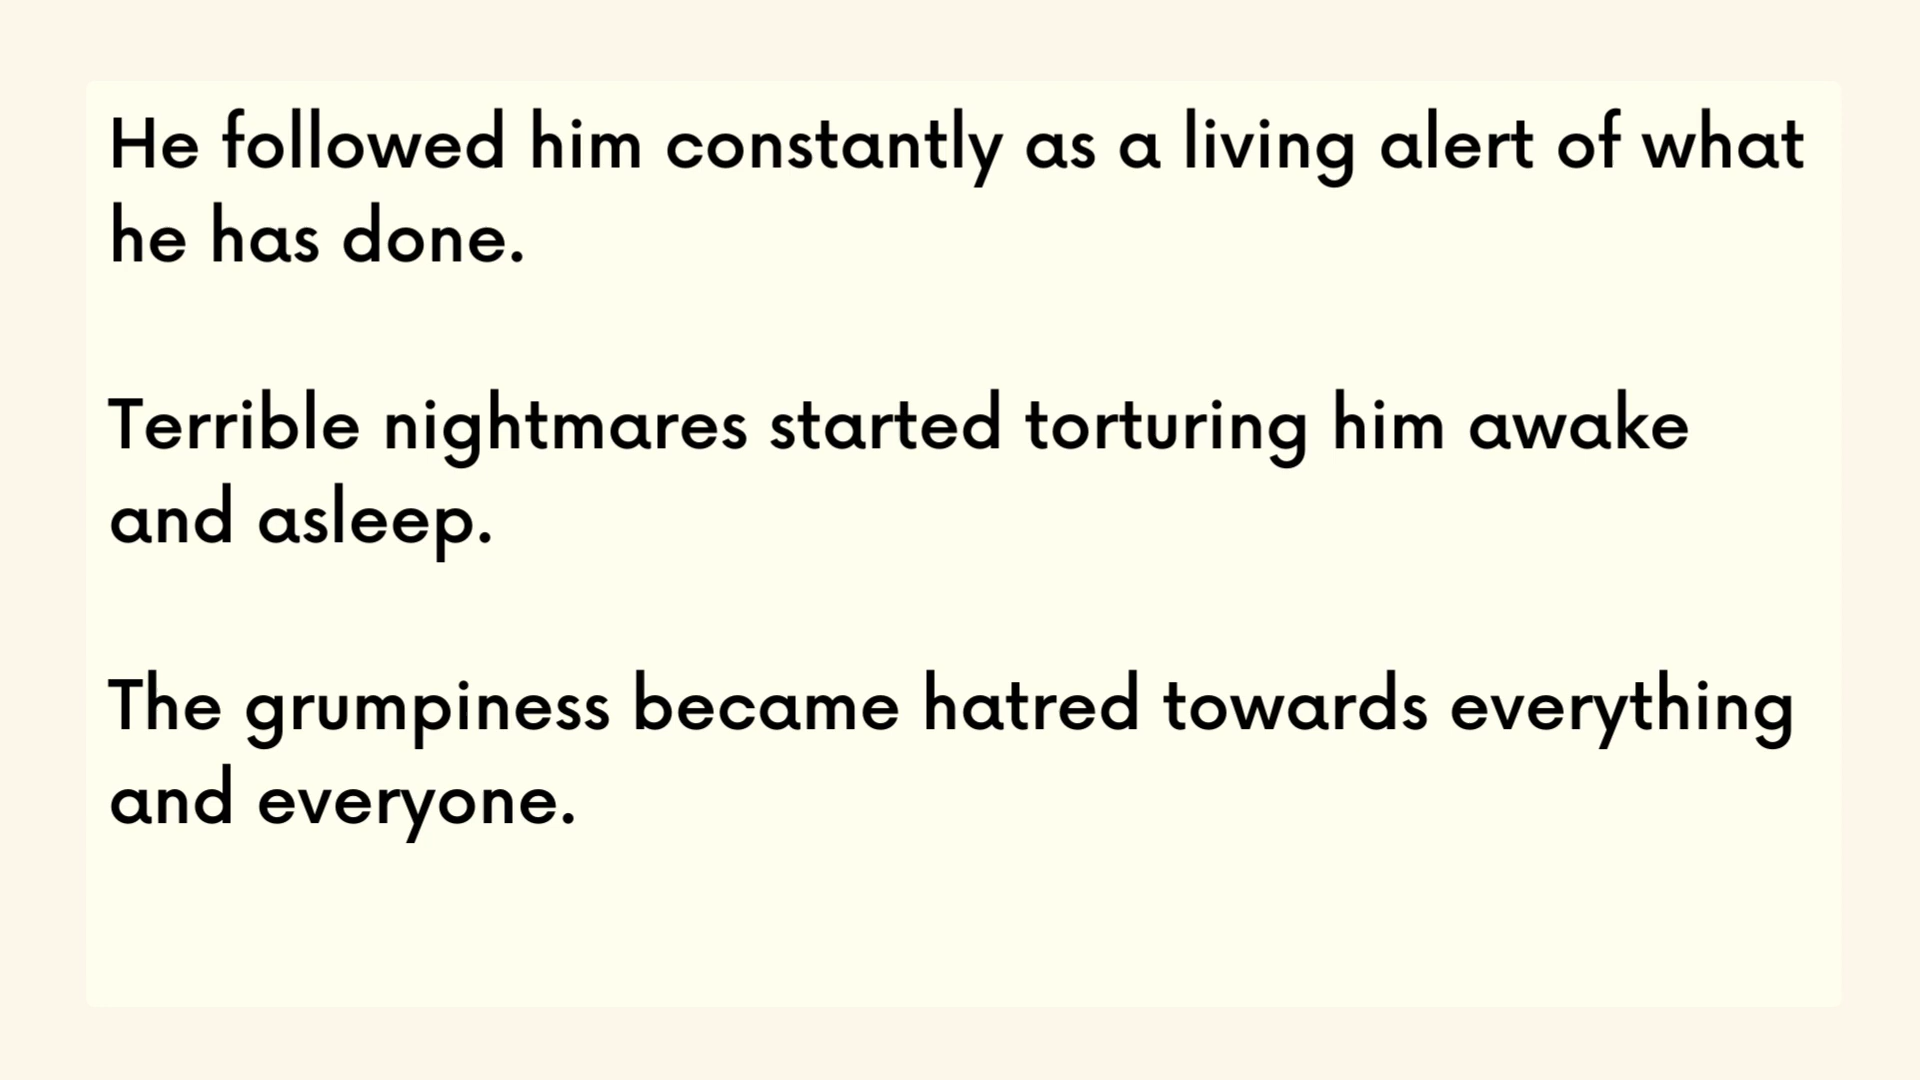 He followed him constantly as a living alert of what
he has done.
Terrible nightmares started torturing him awake
and asleep.
The grumpiness became hatred towards everything
and everyone.